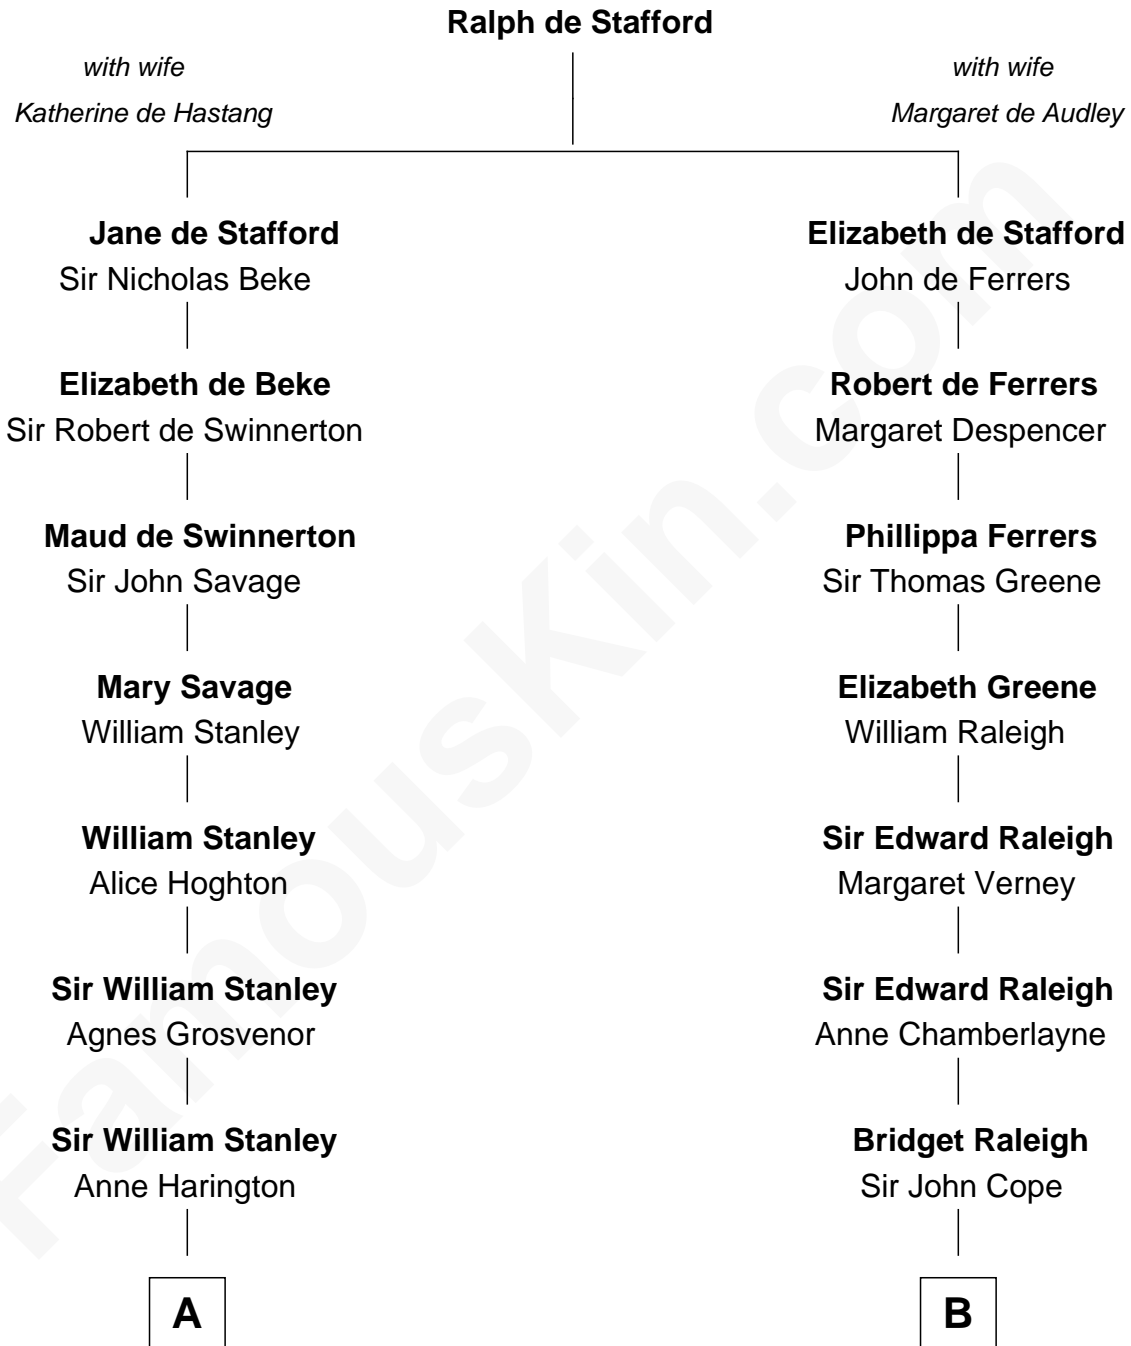 Ralph de Stafford
with wife
Katherine de Hastang
with wife
Margaret de Audley
Jane de Stafford
Sir Nicholas Beke
Elizabeth de Stafford
John de Ferrers
Elizabeth de Beke
Sir Robert de Swinnerton
Robert de Ferrers
Margaret Despencer
Maud de Swinnerton
Sir John Savage
Phillippa Ferrers
Sir Thomas Greene
Mary Savage
William Stanley
Elizabeth Greene
William Raleigh
William Stanley
Alice Hoghton
Sir Edward Raleigh
Margaret Verney
Sir William Stanley
Agnes Grosvenor
Sir Edward Raleigh
Anne Chamberlayne
Sir William Stanley
Anne Harington
Bridget Raleigh
Sir John Cope
A
B
FamousKin.com